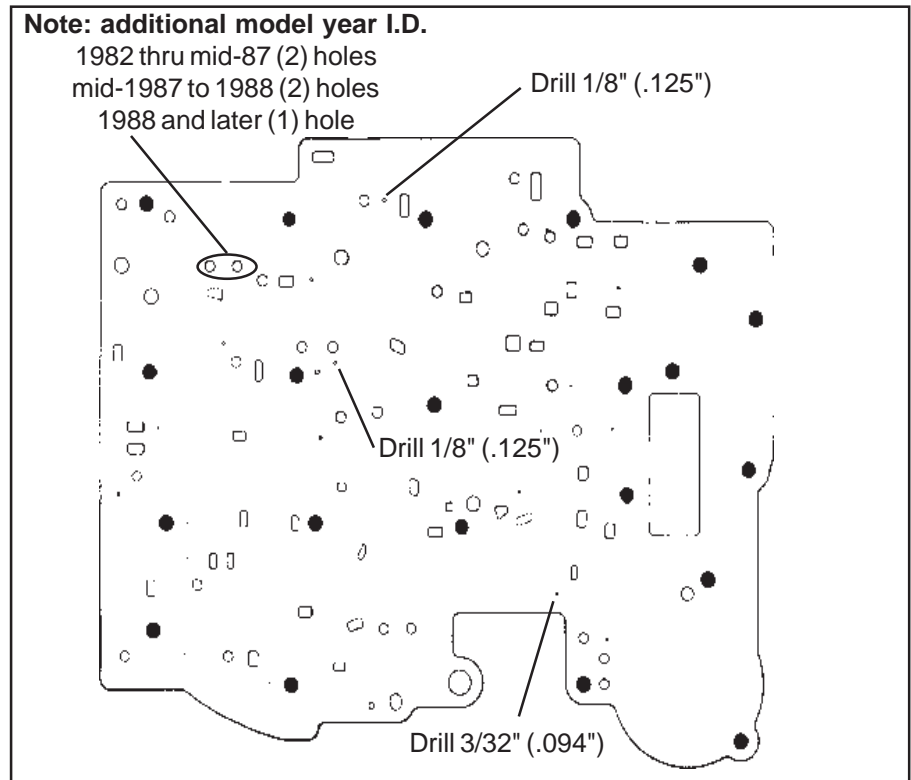 Note: additional model year I.D.
1982 thru mid-87 (2) holes
mid-1987 to 1988 (2) holes
1988 and later (1) hole
Drill 1/8" (.125")
Drill 1/8" (.125")
Drill 3/32" (.094")